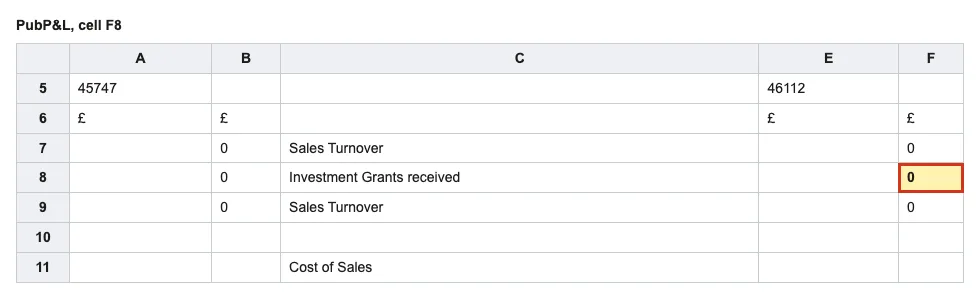 PubP&L, cell F8
A B C E F
5 45747 46112
6 £ £ £ £
7 0 Sales Turnover 0
8 0 Investment Grants received 0
9 0 Sales Turnover 0
10
11 Cost of Sales